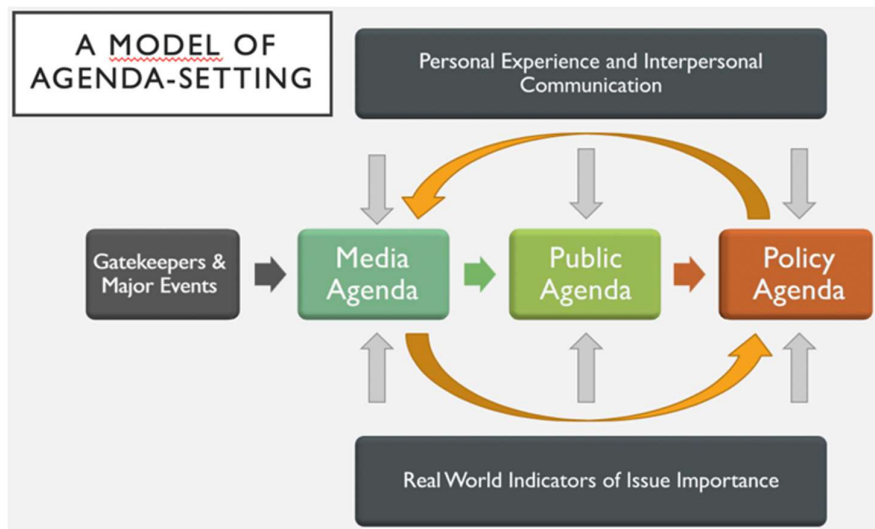 A MODEL OF
AGENDA-SETTING
Personal Experience and Interpersonal
Communication
Gatekeepers &
Major Events
Media
Agenda
Public
Agenda
Policy
Agenda
Real World Indicators of Issue Importance